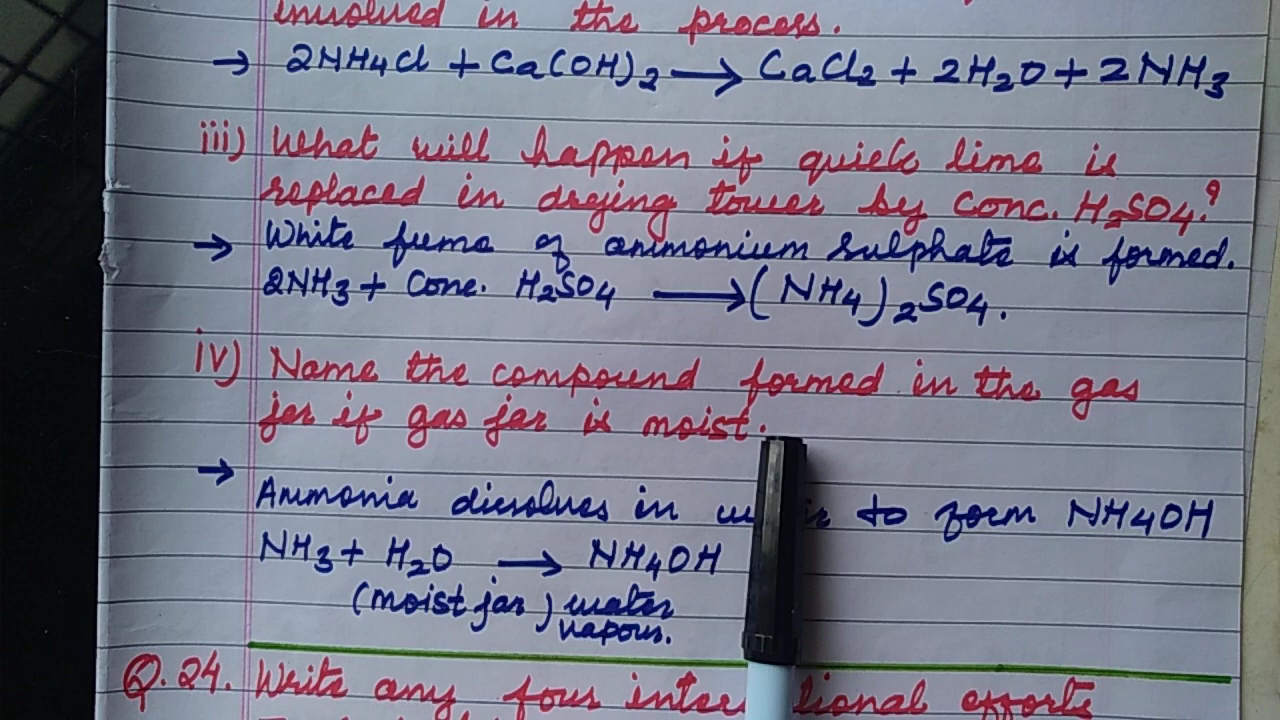 involved in the process.
→ 2NH4Cl + Ca(OH)2 → CaCl2 + 2H2O + 2NH3
iii) What will happen if quick lime is
replaced in drying tower by Conc. H2SO4.?
→ White fume of ammonium sulphate is formed.
2NH3 + Conc. H2SO4 → (NH4)2SO4.
iv) Name the compound formed in the gas
jar if gas jar is moist.
→ Ammonia dissolves in to form NH4OH
NH3 + H2O → NH4OH
(moist jar) water
vapour.
Q.24. Write any four efforts